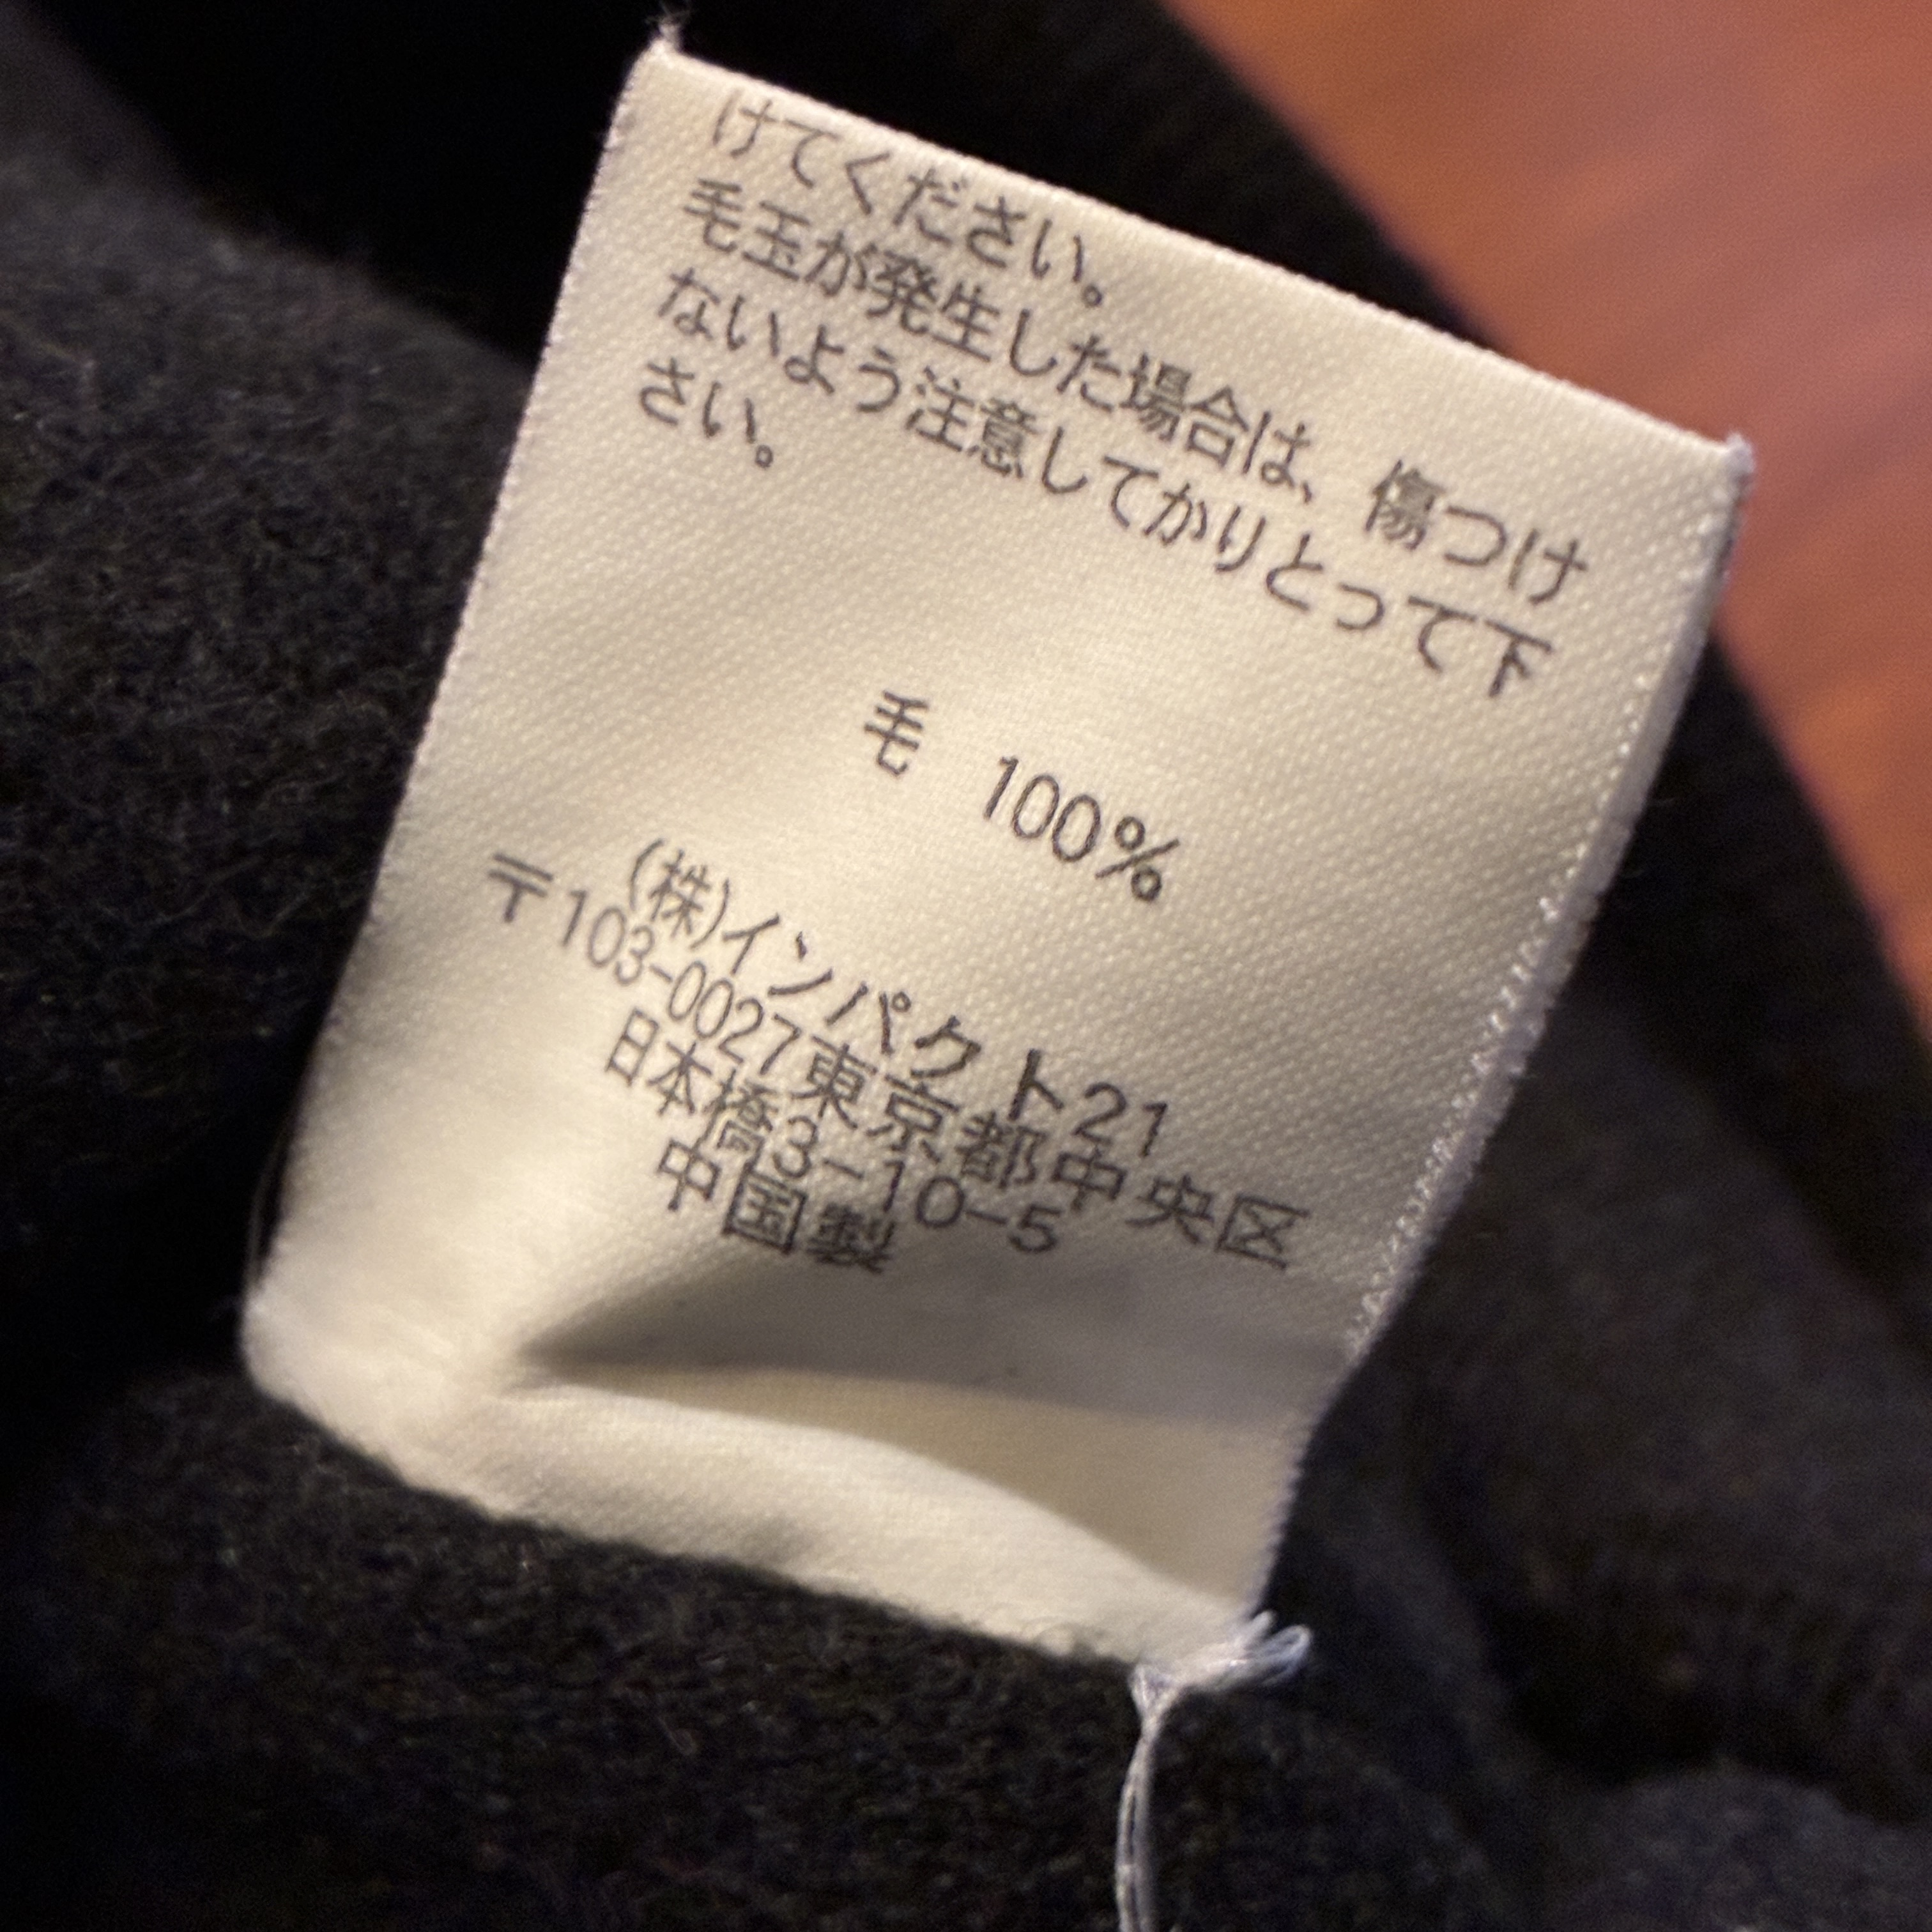 けてください。
毛玉が発生した場合は、傷つけ
ないよう注意してかりとって下
さい。
毛 100%
(株)インパクト21
〒103-0027東京都中央区
日本橋3-10-5
中国製